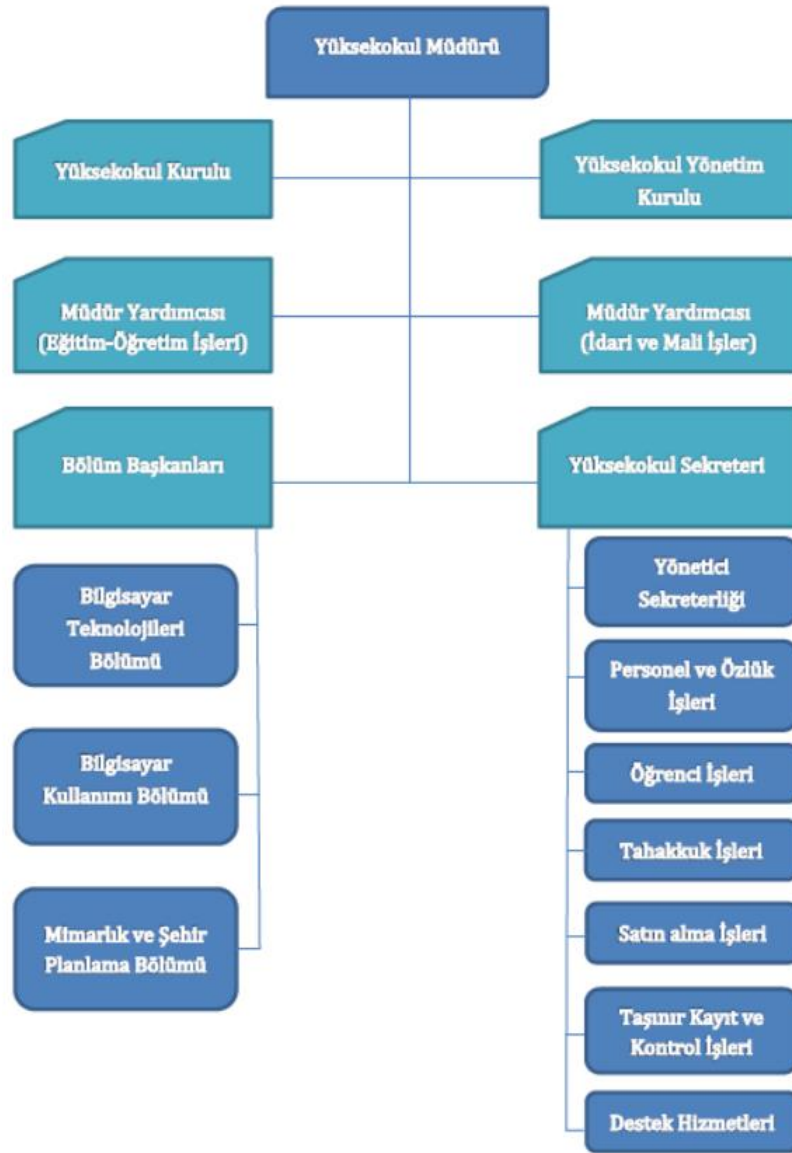 Yüksekokul Müdürü
Yüksekokul Kurulu
Yüksekokul Yönetim
Kurulu
Müdür Yardımcısı
(Eğitim-Öğretim İşleri)
Müdür Yardımcısı
(İdari ve Mali İşler)
Bölüm Başkanları
Yüksekokul Sekreteri
Bilgisayar
Teknolojileri
Bölümü
Bilgisayar
Kullanımı Bölümü
Mimarlık ve Şehir
Planlama Bölümü
Yönetici
Sekreterliği
Personel ve Özlük
İşleri
Öğrenci İşleri
Tahakkuk İşleri
Satın alma İşleri
Taşınır Kayıt ve
Kontrol İşleri
Destek Hizmetleri